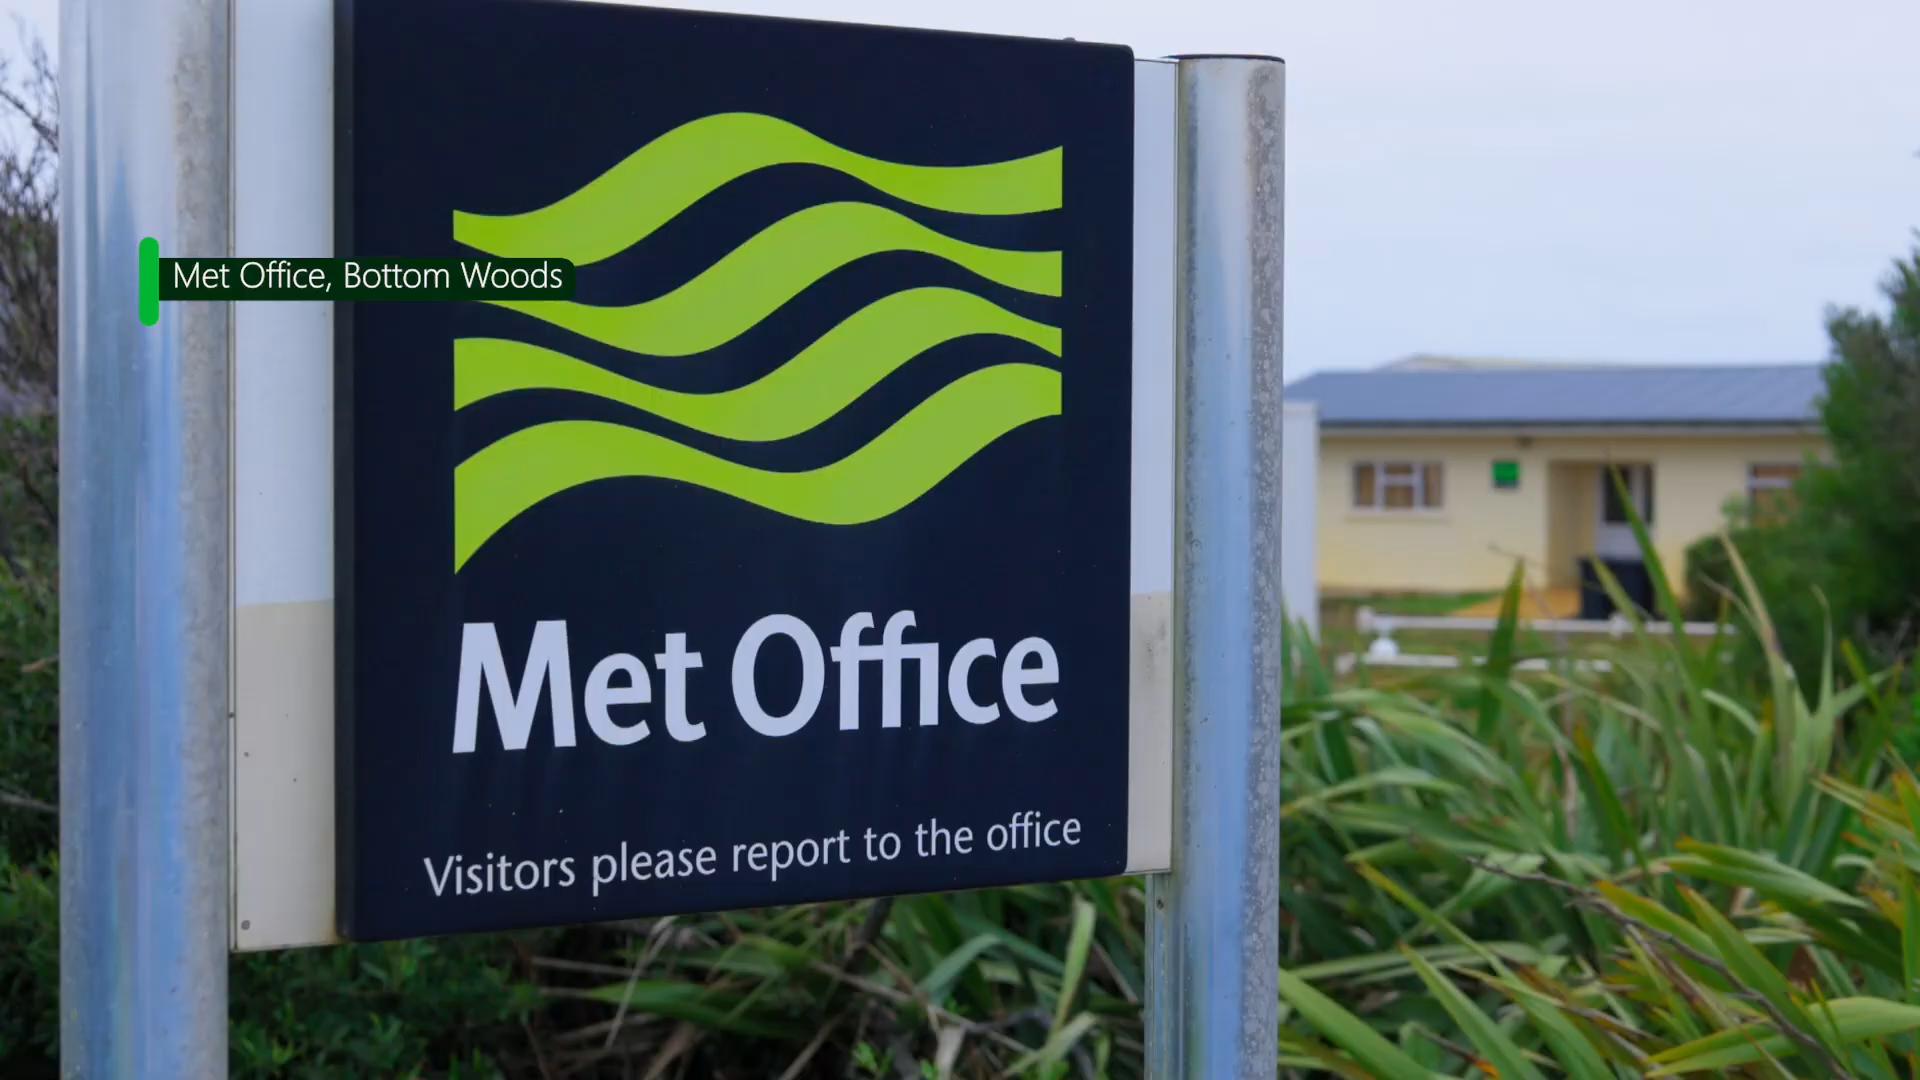 Met Office, Bottom Woods
Met Office
Visitors please report to the office